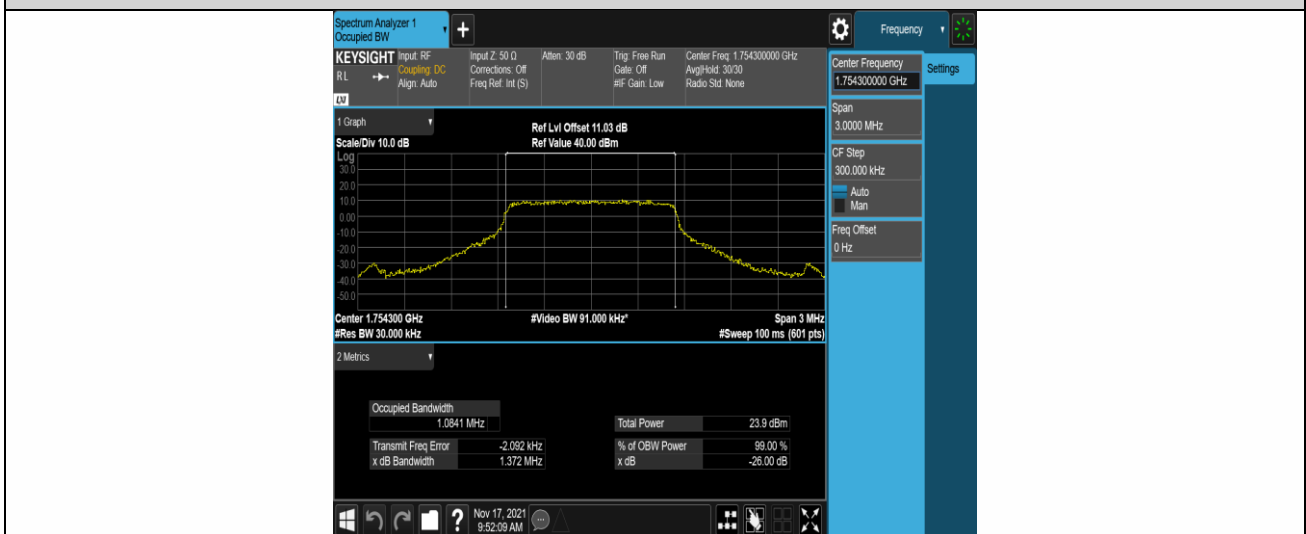 Spectrum Analyzer 1
Occupied BW
+
Frequency
KEYSIGHT
RL
LXI
Input: RF
Coupling: DC
Align: Auto
Input Z: 50 Ω
Corrections: Off
Freq Ref: Int (S)
Atten: 30 dB
Trig: Free Run
Gate: Off
#IF Gain: Low
Center Freq: 1.754300000 GHz
Avg|Hold: 30/30
Radio Std: None
Center Frequency
1.754300000 GHz
Settings
Span
3.0000 MHz
CF Step
300.000 kHz
Auto
Man
Freq Offset
0 Hz
1 Graph
Scale/Div 10.0 dB
Ref Lvl Offset 11.03 dB
Ref Value 40.00 dBm
Log
30.0
20.0
10.0
0.00
-10.0
-20.0
-30.0
-40.0
-50.0
Center 1.754300 GHz
#Video BW 91.000 kHz*
Span 3 MHz
#Res BW 30.000 kHz
#Sweep 100 ms (601 pts)
2 Metrics
Occupied Bandwidth
1.0841 MHz
Total Power 23.9 dBm
Transmit Freq Error -2.092 kHz
% of OBW Power 99.00 %
x dB Bandwidth 1.372 MHz
x dB -26.00 dB
?
Nov 17, 2021
9:52:09 AM